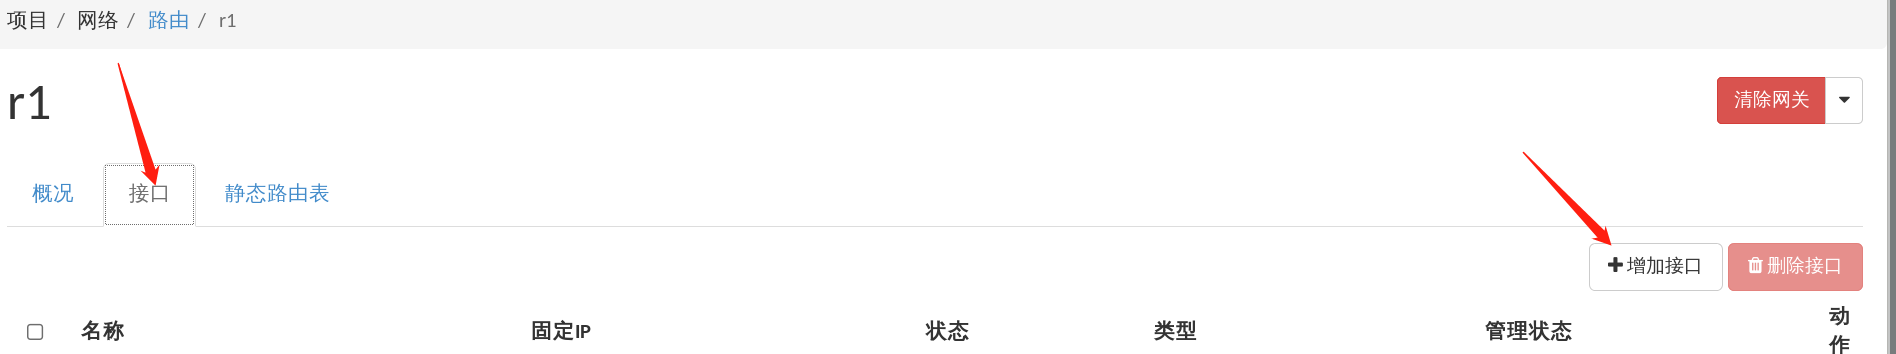 项目 / 网络 / 路由 / r1
r1
清除网关
概况 接口 静态路由表
增加接口 删除接口
名称 固定IP 状态 类型 管理状态 动作